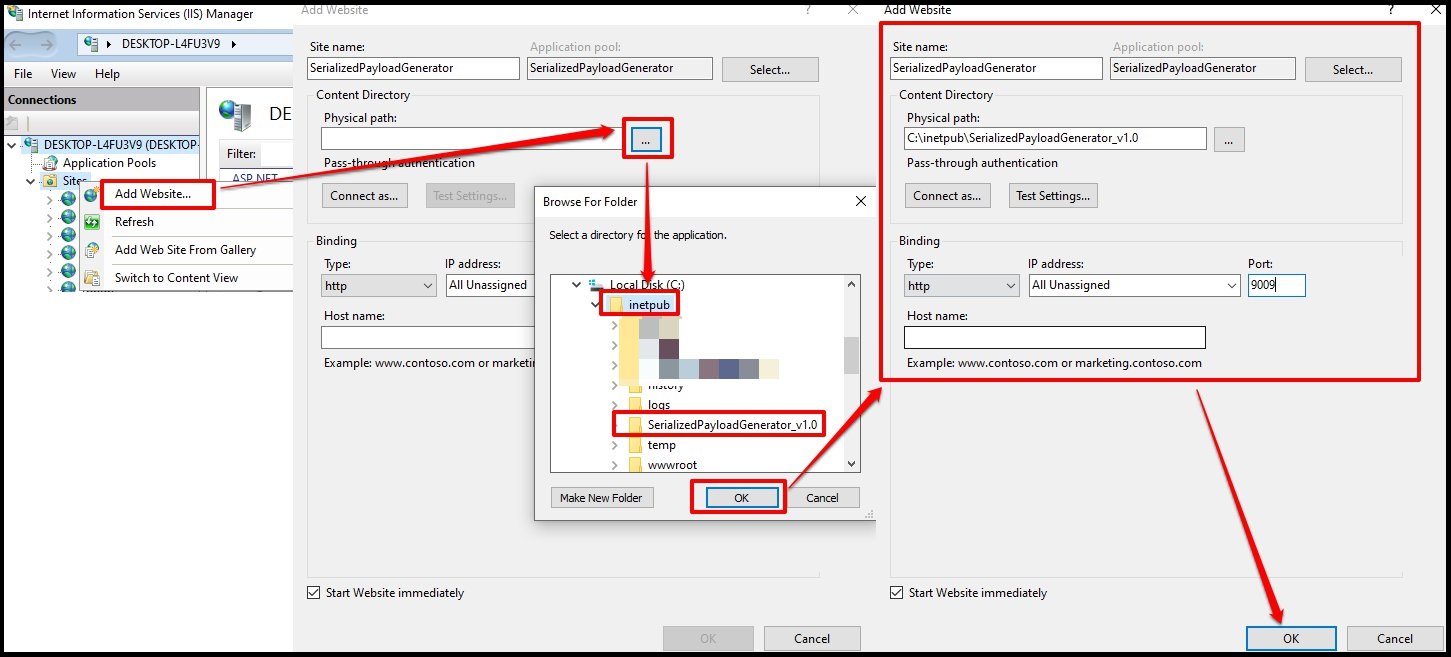 Internet Information Services (IIS) Manager
DESKTOP-L4FU3V9
File View Help
Connections
DE
Filter:
ASP.NET
DESKTOP-L4FU3V9 (DESKTOP-
Application Pools
Sites
Add Website...
Refresh
Add Web Site From Gallery
Switch to Content View
Add Website
?
Site name:
Application pool:
SerializedPayloadGenerator
SerializedPayloadGenerator
Select...
Content Directory
Physical path:
...
Pass-through authentication
Connect as...
Test Settings...
Binding
Type:
IP address:
http
All Unassigned
Host name:
Example: www.contoso.com or marketin
Start Website immediately
OK
Cancel
Browse For Folder
Select a directory for the application.
Local Disk (C:)
inetpub
history
logs
SerializedPayloadGenerator_v1.0
temp
wwwroot
Make New Folder
OK
Cancel
Add Website
?
Site name:
Application pool:
SerializedPayloadGenerator
SerializedPayloadGenerator
Select...
Content Directory
Physical path:
C:\inetpub\SerializedPayloadGenerator_v1.0
...
Pass-through authentication
Connect as...
Test Settings...
Binding
Type:
IP address:
Port:
http
All Unassigned
9009
Host name:
Example: www.contoso.com or marketing.contoso.com
Start Website immediately
OK
Cancel